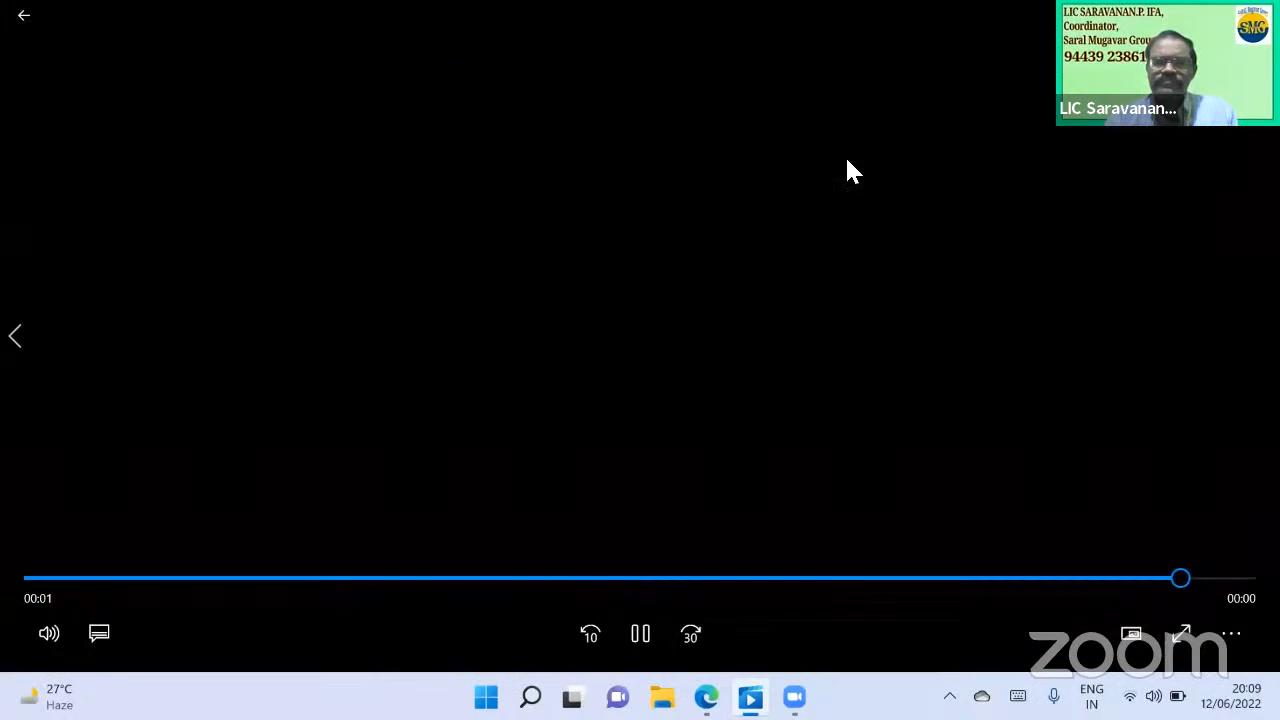 LIC SARAVANAN.P. IFA,
Coordinator,
Saral Mugavar
94439 23861
SMG
LIC Saravanan...
00:01
00:00
10
30
zoom
27°C
Haze
ENG
IN
20:09
12/06/2022